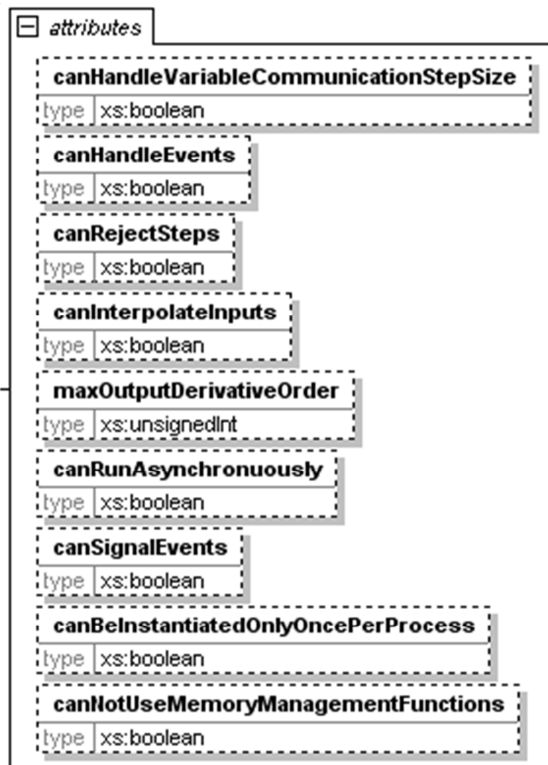 attributes
canHandleVariableCommunicationStepSize
type xs:boolean
canHandleEvents
type xs:boolean
canRejectSteps
type xs:boolean
canInterpolateInputs
type xs:boolean
maxOutputDerivativeOrder
type xs:unsignedInt
canRunAsynchronuously
type xs:boolean
canSignalEvents
type xs:boolean
canBeInstantiatedOnlyOncePerProcess
type xs:boolean
canNotUseMemoryManagementFunctions
type xs:boolean